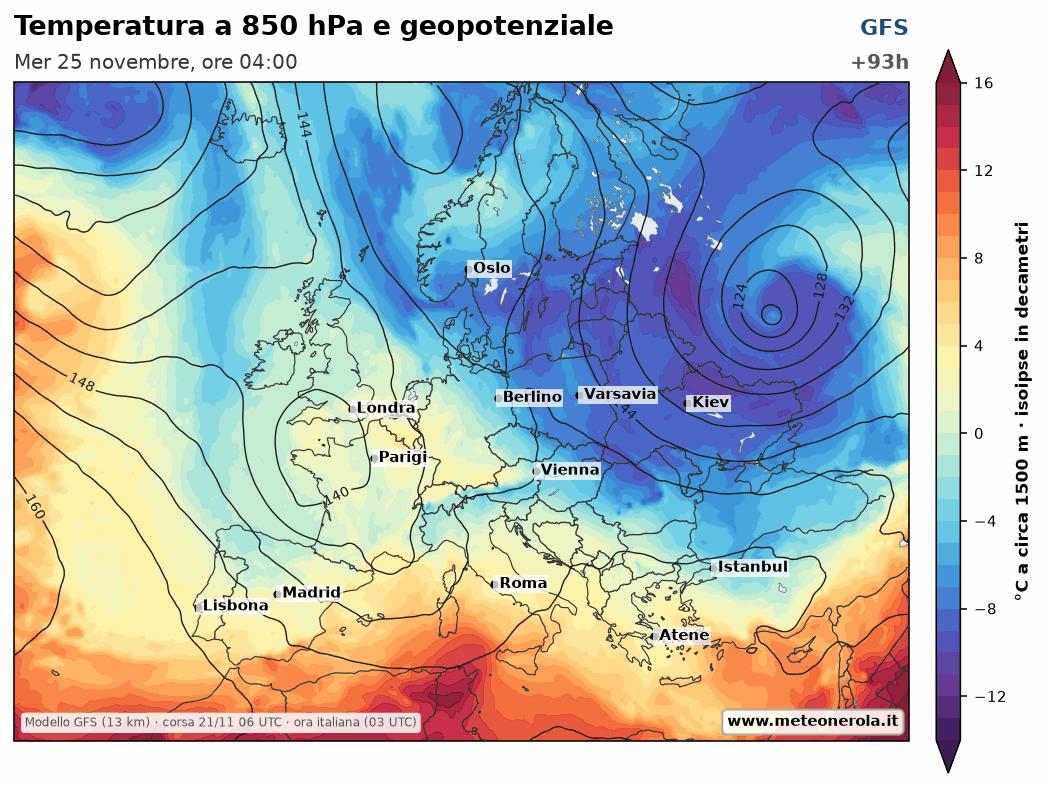 Temperatura a 850 hPa e geopotenziale
GFS
Mer 25 novembre, ore 04:00
+93h
144
Oslo
124
128
132
148
Londra
Berlino
Varsavia
Kiev
144
Parigi
Vienna
140
160
Istanbul
Roma
Madrid
Lisbona
Atene
Modello GFS (13 km) · corsa 21/11 06 UTC · ora italiana (03 UTC)
www.meteonerola.it
16
12
8
4
0
−4
−8
−12
°C a circa 1500 m · isoipse in decametri